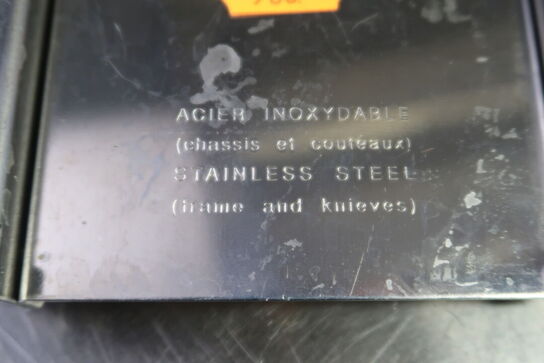 ACIER INOXYDABLE
(chassis et couteaux)
STAINLESS STEEL
(frame and knieves)